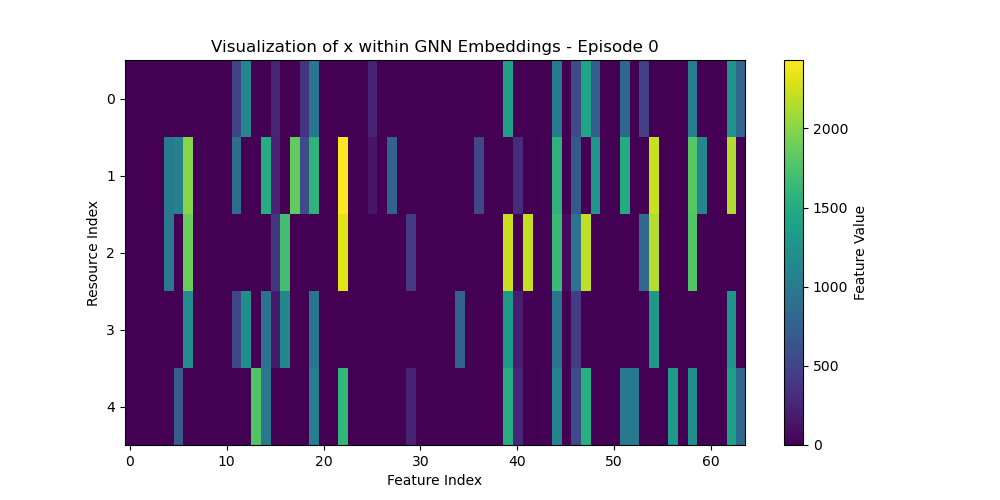 Visualization of x within GNN Embeddings - Episode 0
Resource Index
0
1
2
3
4
0 10 20 30 40 50 60
Feature Index
2000
1500
1000
500
0
Feature Value